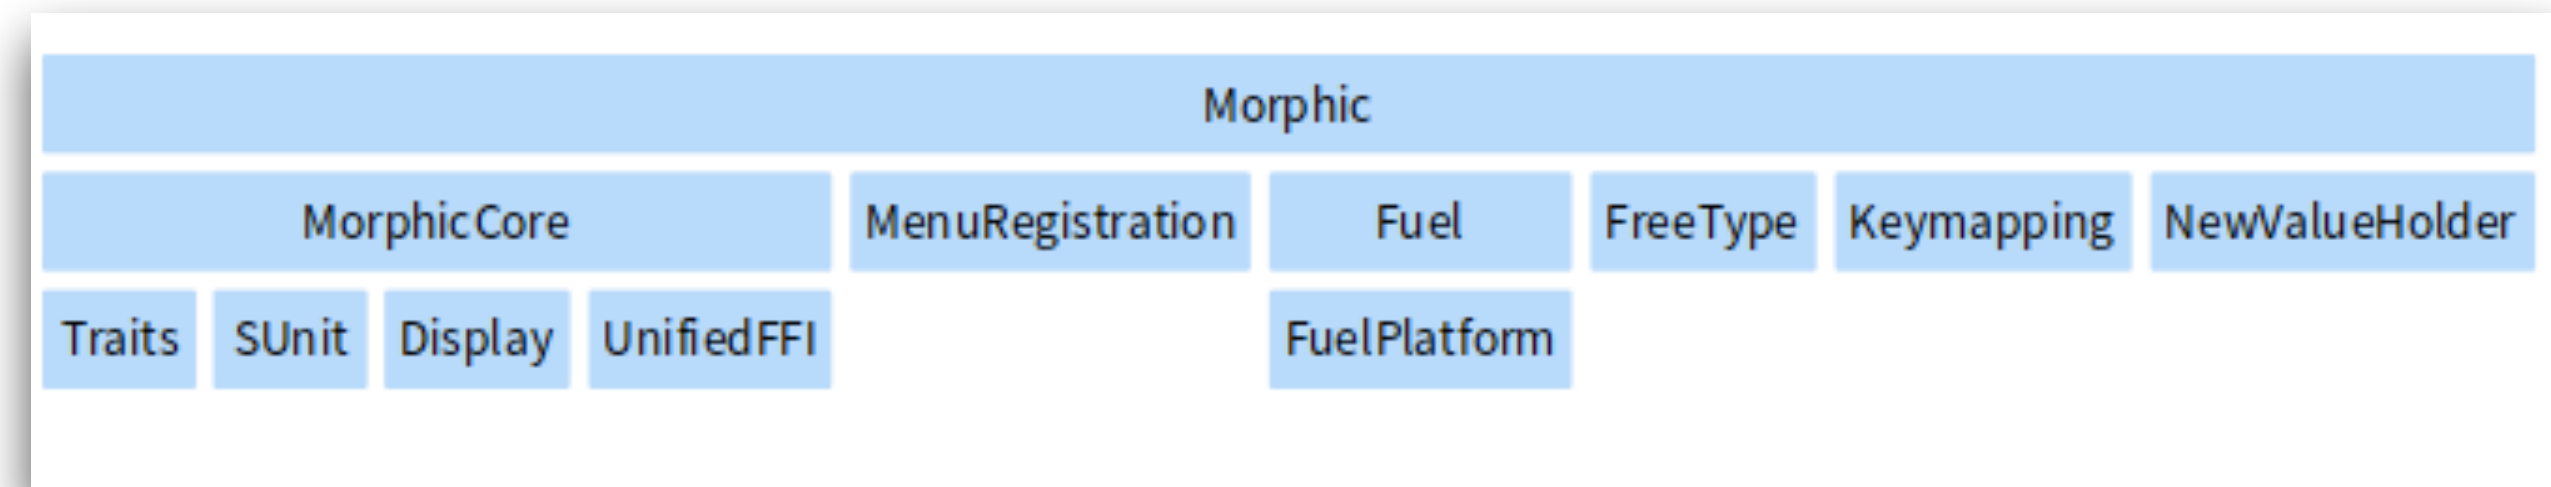 Morphic
MorphicCore MenuRegistration Fuel FreeType Keymapping NewValueHolder
Traits SUnit Display UnifiedFFI FuelPlatform